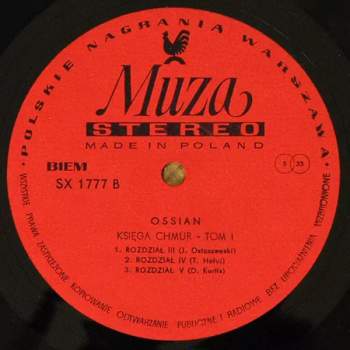 · POLSKIE NAGRANIA WARSZAWA ·
Muza
STEREO
MADE IN POLAND
BIEM
SX 1777 B
S 33
OSSIAN
KSIĘGA CHMUR - TOM I
1. ROZDZIAŁ III (J. Ostaszewski)
2. ROZDZIAŁ IV (T. Hołuj)
3. ROZDZIAŁ V (D. Kurtis)
WSZYSTKIE PRAWA ZASTRZEŻONE KOPIOWANIE ODTWARZANIE PUBLICZNE I RADIOWE BEZ UPOWAŻNIENIA WZBRONIONE